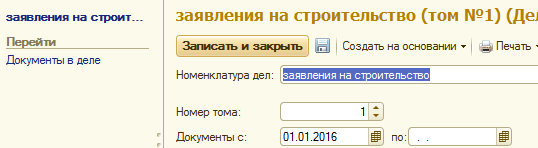 заявления на строит...
Перейти
Документы в деле
заявления на строительство (том №1) (Де
Записать и закрыть Создать на основании Печать
Номенклатура дел: заявления на строительство
Номер тома: 1
Документы с: 01.01.2016 по: . .